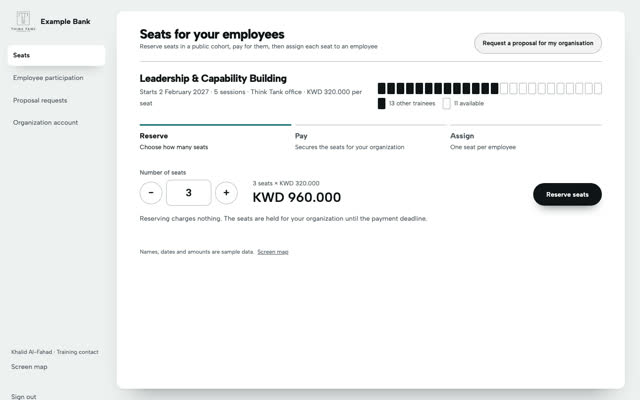 THINK TANK
Example Bank
Seats
Employee participation
Proposal requests
Organization account
Khalid Al-Fahad · Training contact
Screen map
Sign out
Seats for your employees
Reserve seats in a public cohort, pay for them, then assign each seat to an employee
Request a proposal for my organisation
Leadership & Capability Building
Starts 2 February 2027 · 5 sessions · Think Tank office · KWD 320.000 per
seat
13 other trainees
11 available
Reserve
Choose how many seats
Pay
Secures the seats for your organization
Assign
One seat per employee
Number of seats
−
3
+
3 seats × KWD 320.000
KWD 960.000
Reserve seats
Reserving charges nothing. The seats are held for your organization until the payment deadline.
Names, dates and amounts are sample data. Screen map